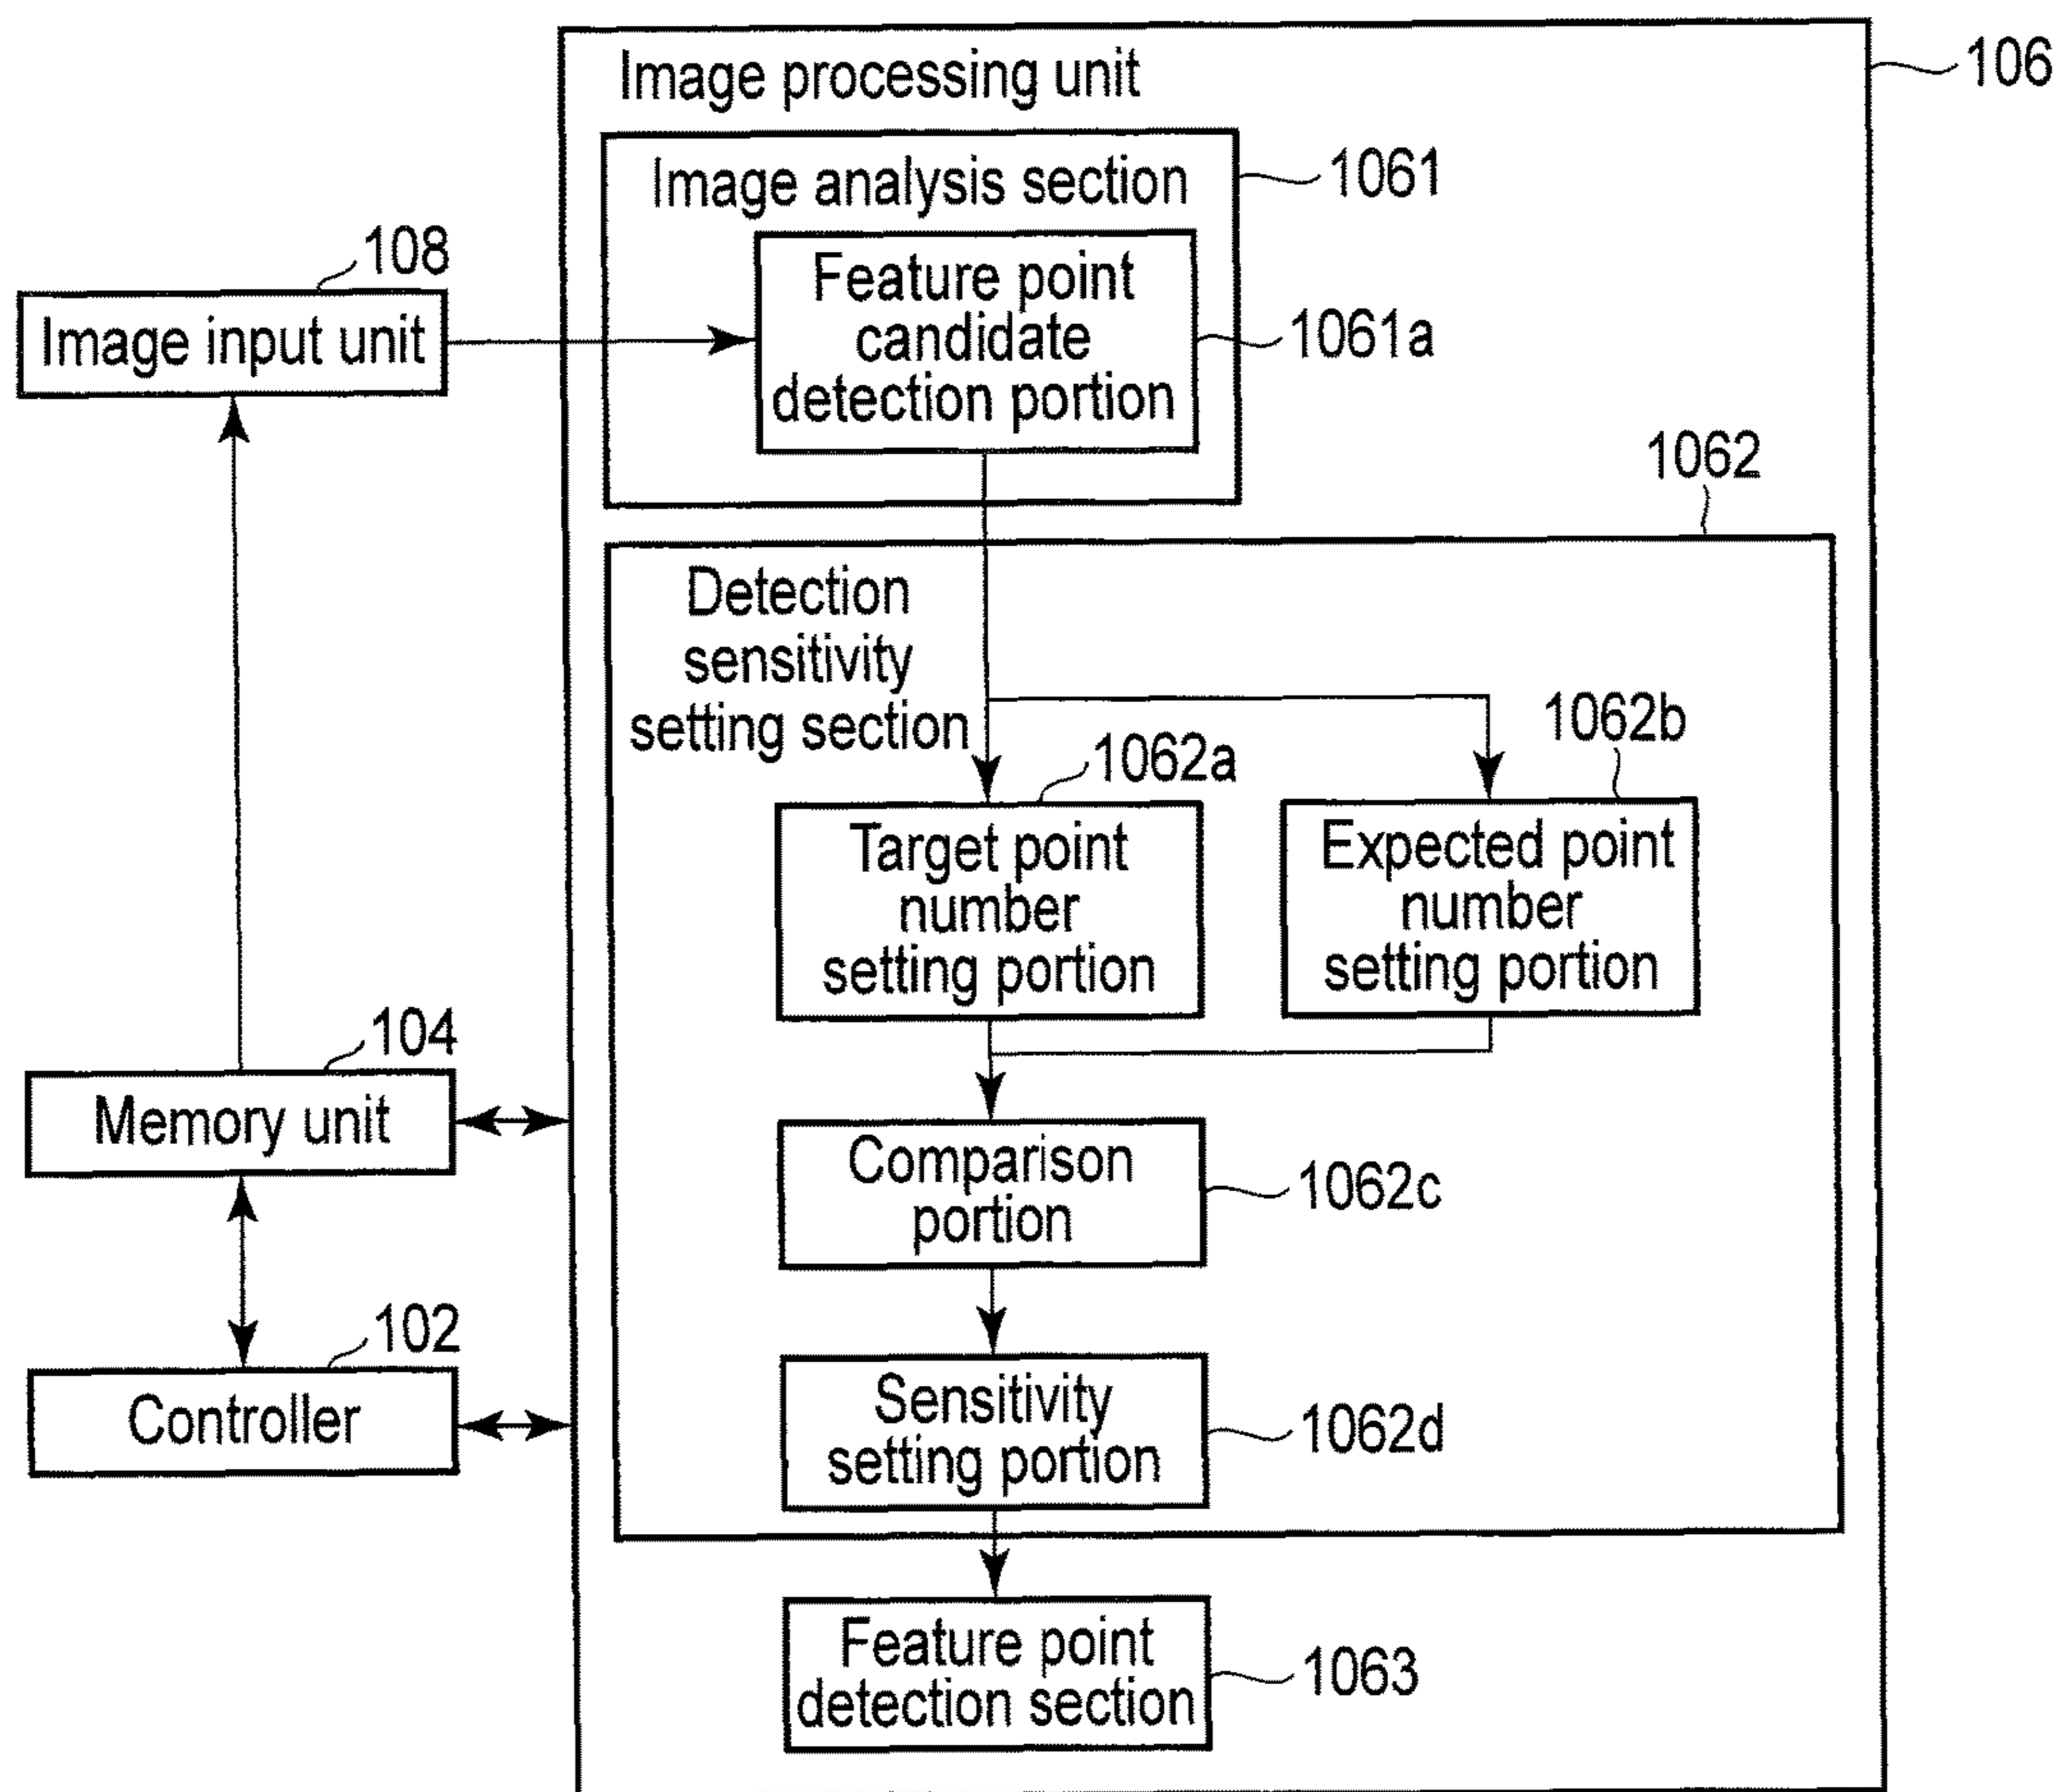 Image processing unit
106
Image analysis section
1061
Feature point
candidate
detection portion
1061a
108
Image input unit
1062
Detection
sensitivity
setting section
1062a
1062b
Target point
number
setting portion
Expected point
number
setting portion
104
Memory unit
Comparison
portion
1062c
102
Controller
Sensitivity
setting portion
1062d
Feature point
detection section
1063